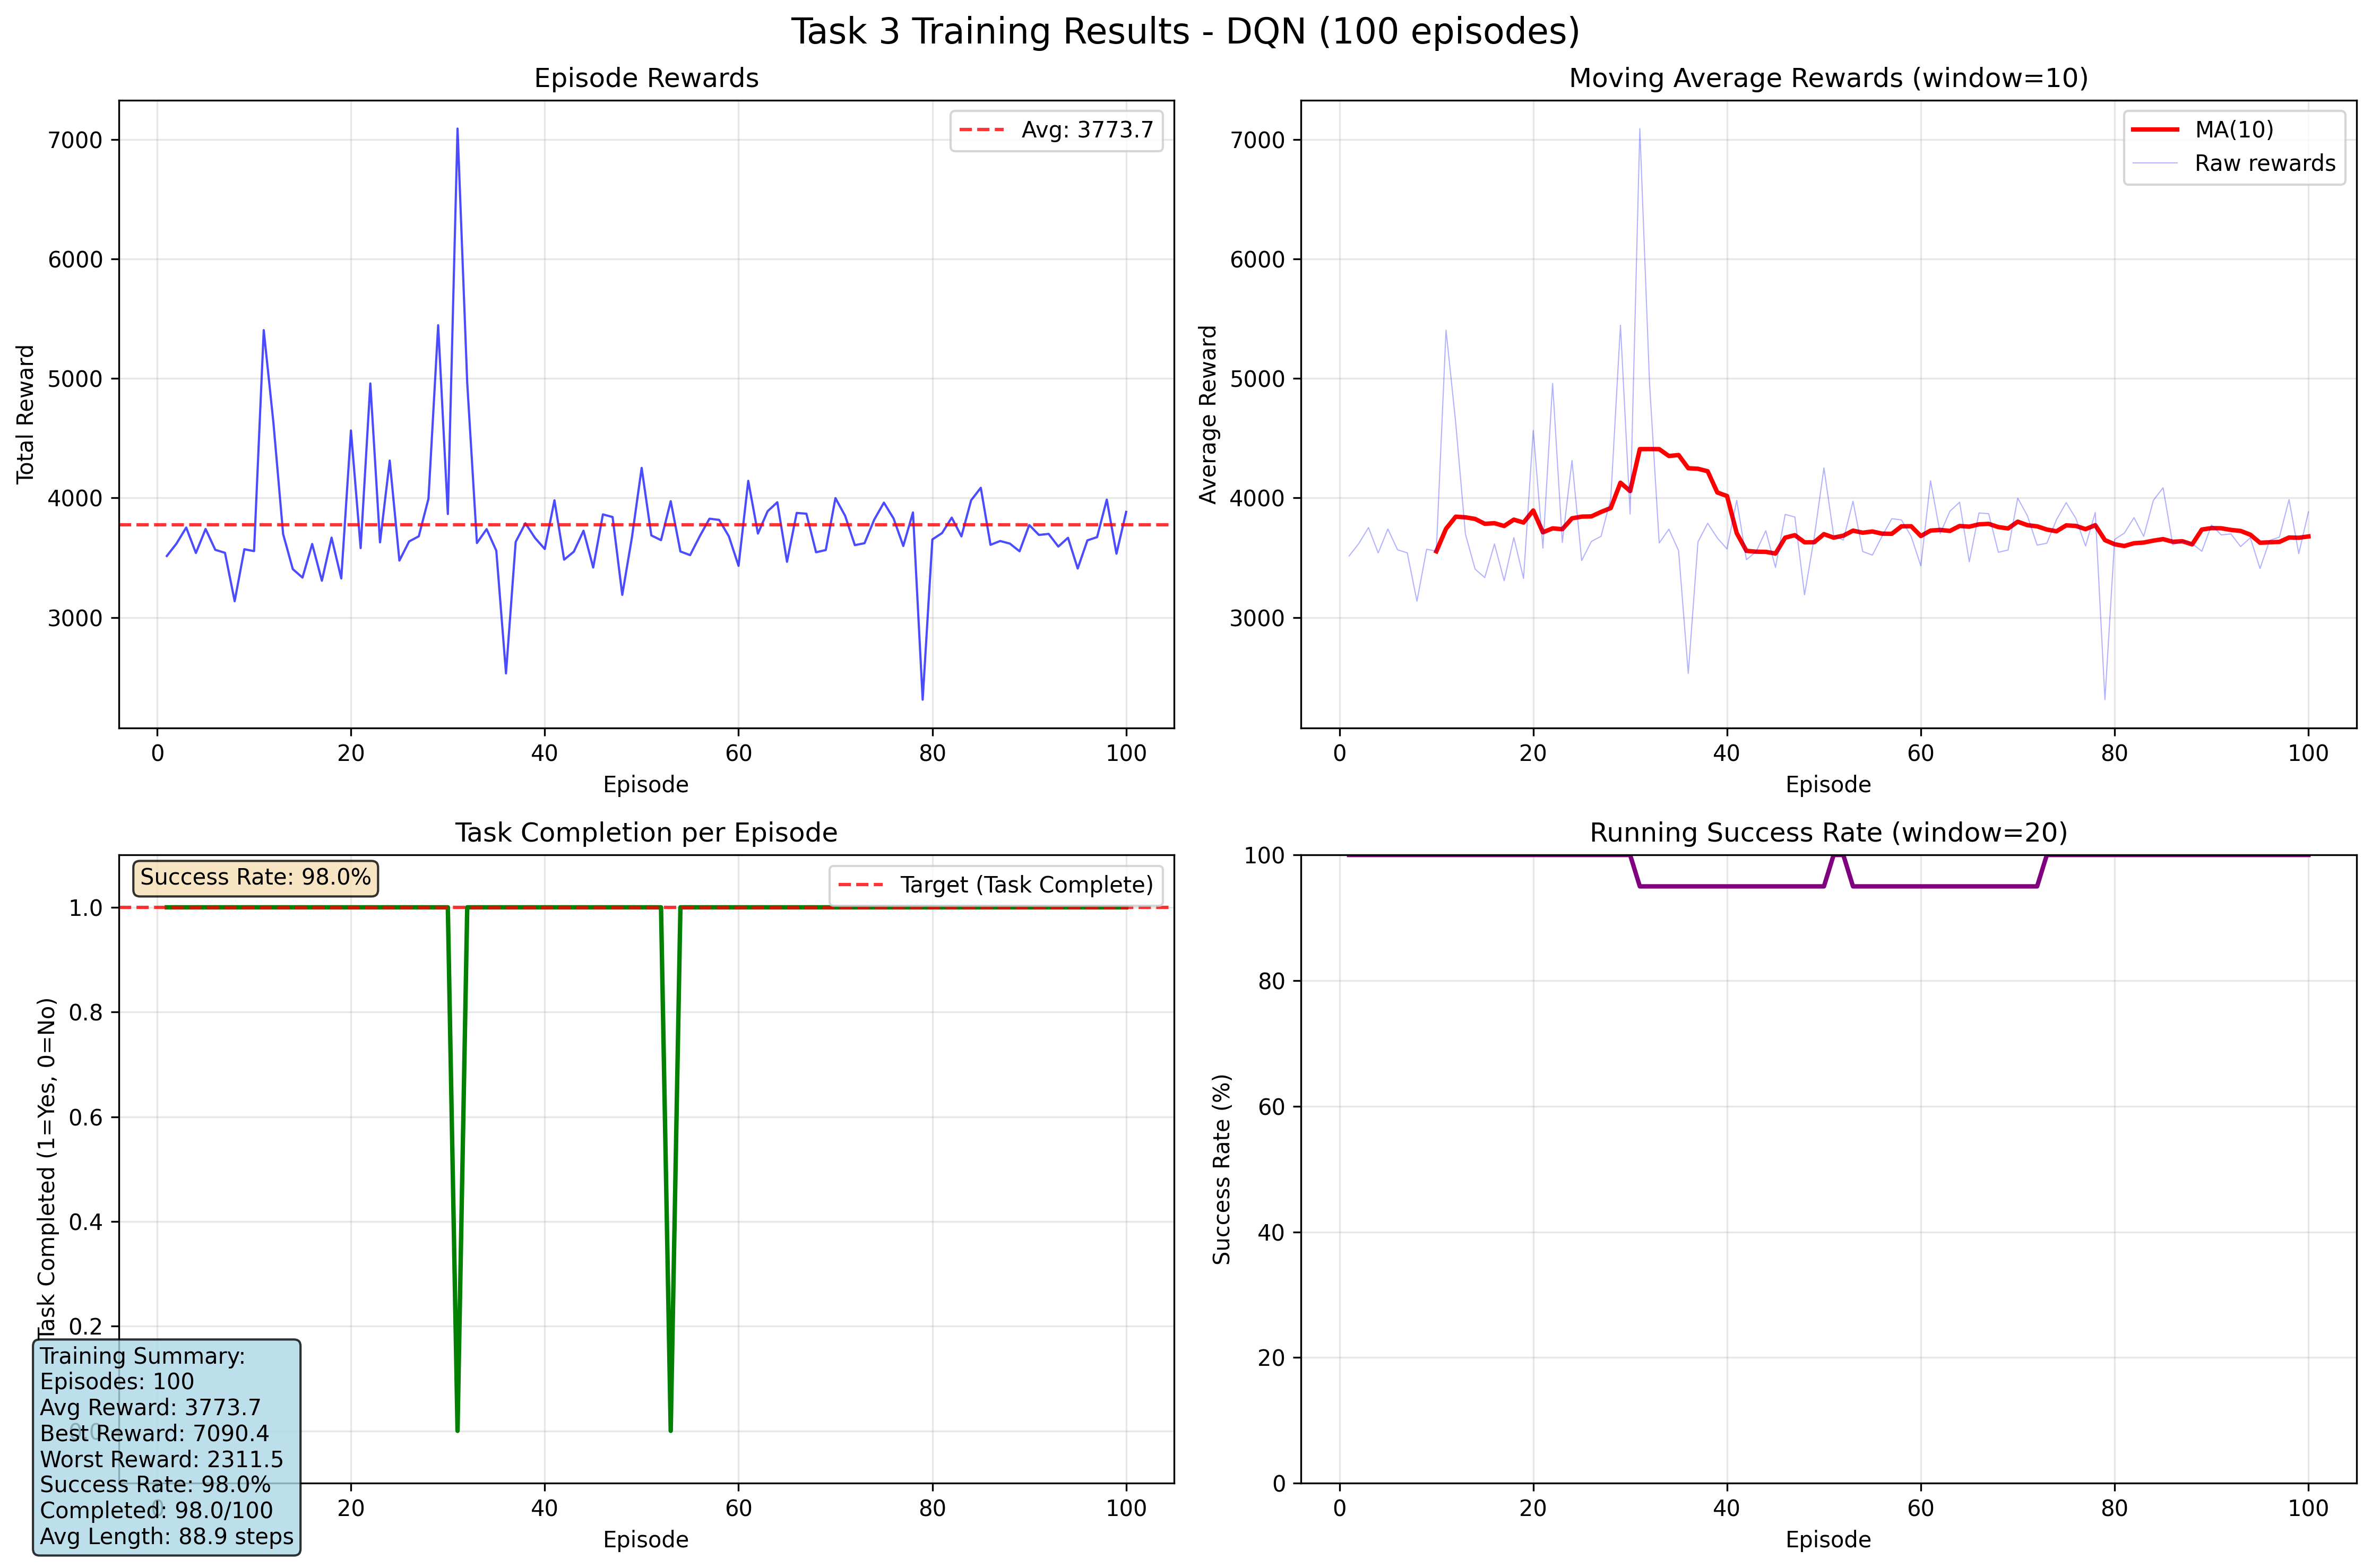 Task 3 Training Results - DQN (100 episodes)
Episode Rewards
Total Reward
7000
6000
5000
4000
3000
Avg: 3773.7
0 20 40 60 80 100
Episode
Moving Average Rewards (window=10)
Average Reward
7000
6000
5000
4000
3000
MA(10)
Raw rewards
0 20 40 60 80 100
Episode
Task Completion per Episode
Task Completed (1=Yes, 0=No)
Success Rate: 98.0%
Target (Task Complete)
1.0
0.8
0.6
0.4
0.2
0.0
Training Summary:
Episodes: 100
Avg Reward: 3773.7
Best Reward: 7090.4
Worst Reward: 2311.5
Success Rate: 98.0%
Completed: 98.0/100
Avg Length: 88.9 steps
0 20 40 60 80 100
Episode
Running Success Rate (window=20)
Success Rate (%)
100
80
60
40
20
0
0 20 40 60 80 100
Episode